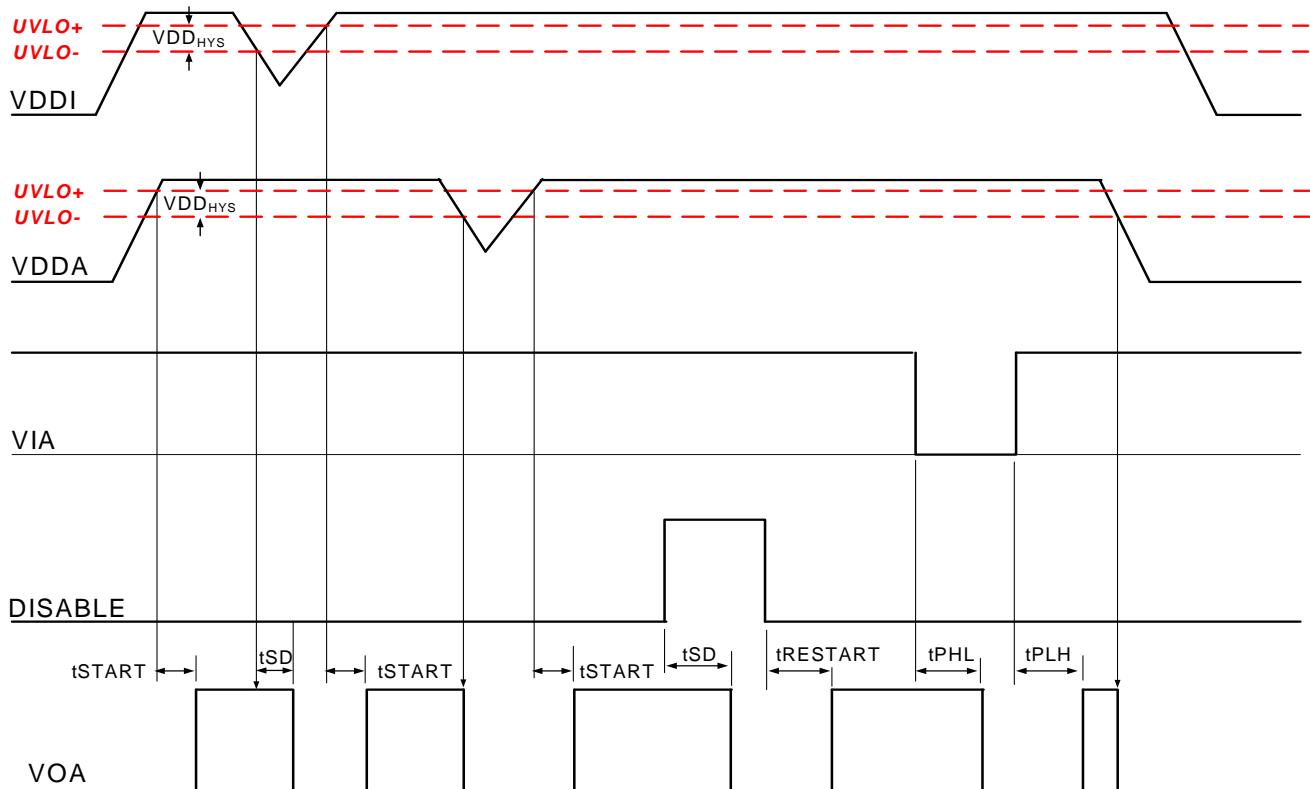 UVLO+
VDDHYS
UVLO-
VDDI
UVLO+
VDDHYS
UVLO-
VDDA
VIA
DISABLE
tSTART
tSD
tSTART
tSTART
tSD
tRESTART
tPHL
tPLH
VOA